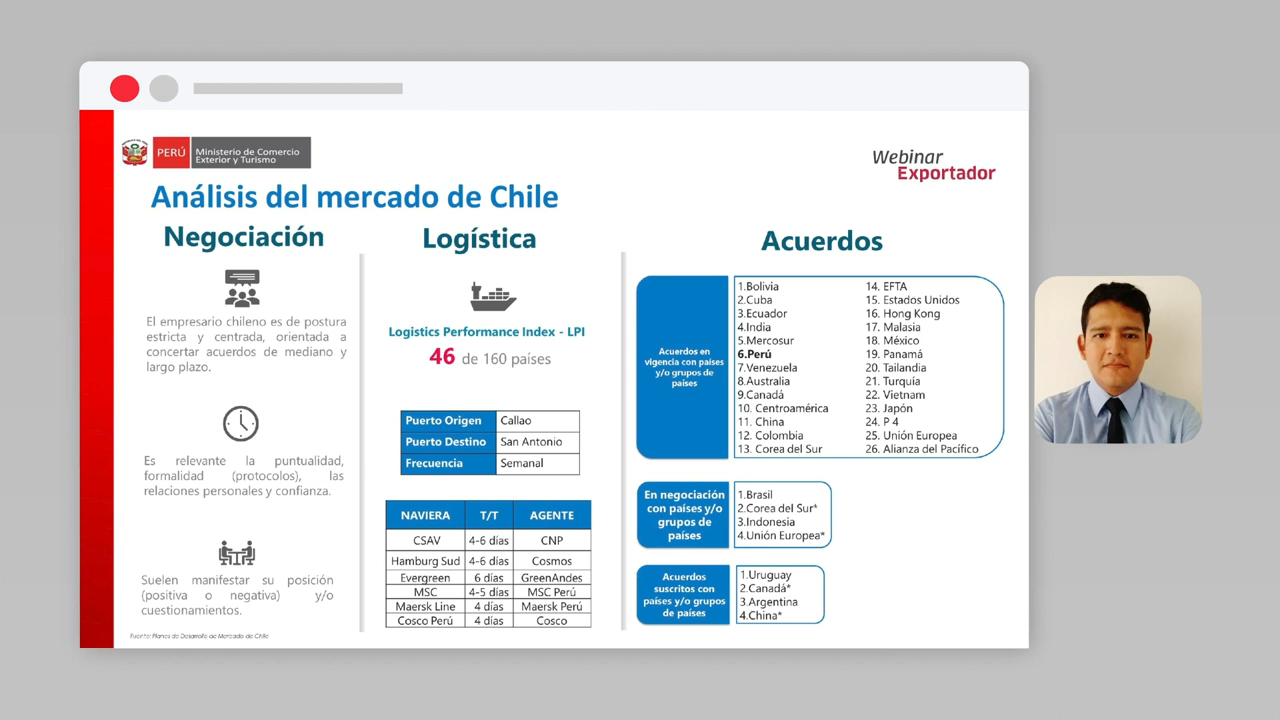 PERÚ
Ministerio de Comercio
Exterior y Turismo
Webinar
Exportador
Análisis del mercado de Chile
Negociación
El empresario chileno es de postura
estricta y centrada, orientada a
concertar acuerdos de mediano y
largo plazo.
Es relevante la puntualidad,
formalidad (protocolos), las
relaciones personales y confianza.
Suelen manifestar su posición
(positiva o negativa) y/o
cuestionamientos.
Fuente: Planes de Desarrollo de Mercado de Chile
Logística
Logistics Performance Index - LPI
46 de 160 países
Puerto Origen Callao
Puerto Destino San Antonio
Frecuencia Semanal
NAVIERA T/T AGENTE
CSAV 4-6 días CNP
Hamburg Sud 4-6 días Cosmos
Evergreen 6 días GreenAndes
MSC 4-5 días MSC Perú
Maersk Line 4 días Maersk Perú
Cosco Perú 4 días Cosco
Acuerdos
Acuerdos en
vigencia con países
y/o grupos de
países
1.Bolivia
2.Cuba
3.Ecuador
4.India
5.Mercosur
6.Perú
7.Venezuela
8.Australia
9.Canadá
10. Centroamérica
11. China
12. Colombia
13. Corea del Sur
14. EFTA
15. Estados Unidos
16. Hong Kong
17. Malasia
18. México
19. Panamá
20. Tailandia
21. Turquía
22. Vietnam
23. Japón
24. P 4
25. Unión Europea
26. Alianza del Pacífico
En negociación
con países y/o
grupos de
países
1.Brasil
2.Corea del Sur*
3.Indonesia
4.Unión Europea*
Acuerdos
suscritos con
países y/o grupos
de países
1.Uruguay
2.Canadá*
3.Argentina
4.China*